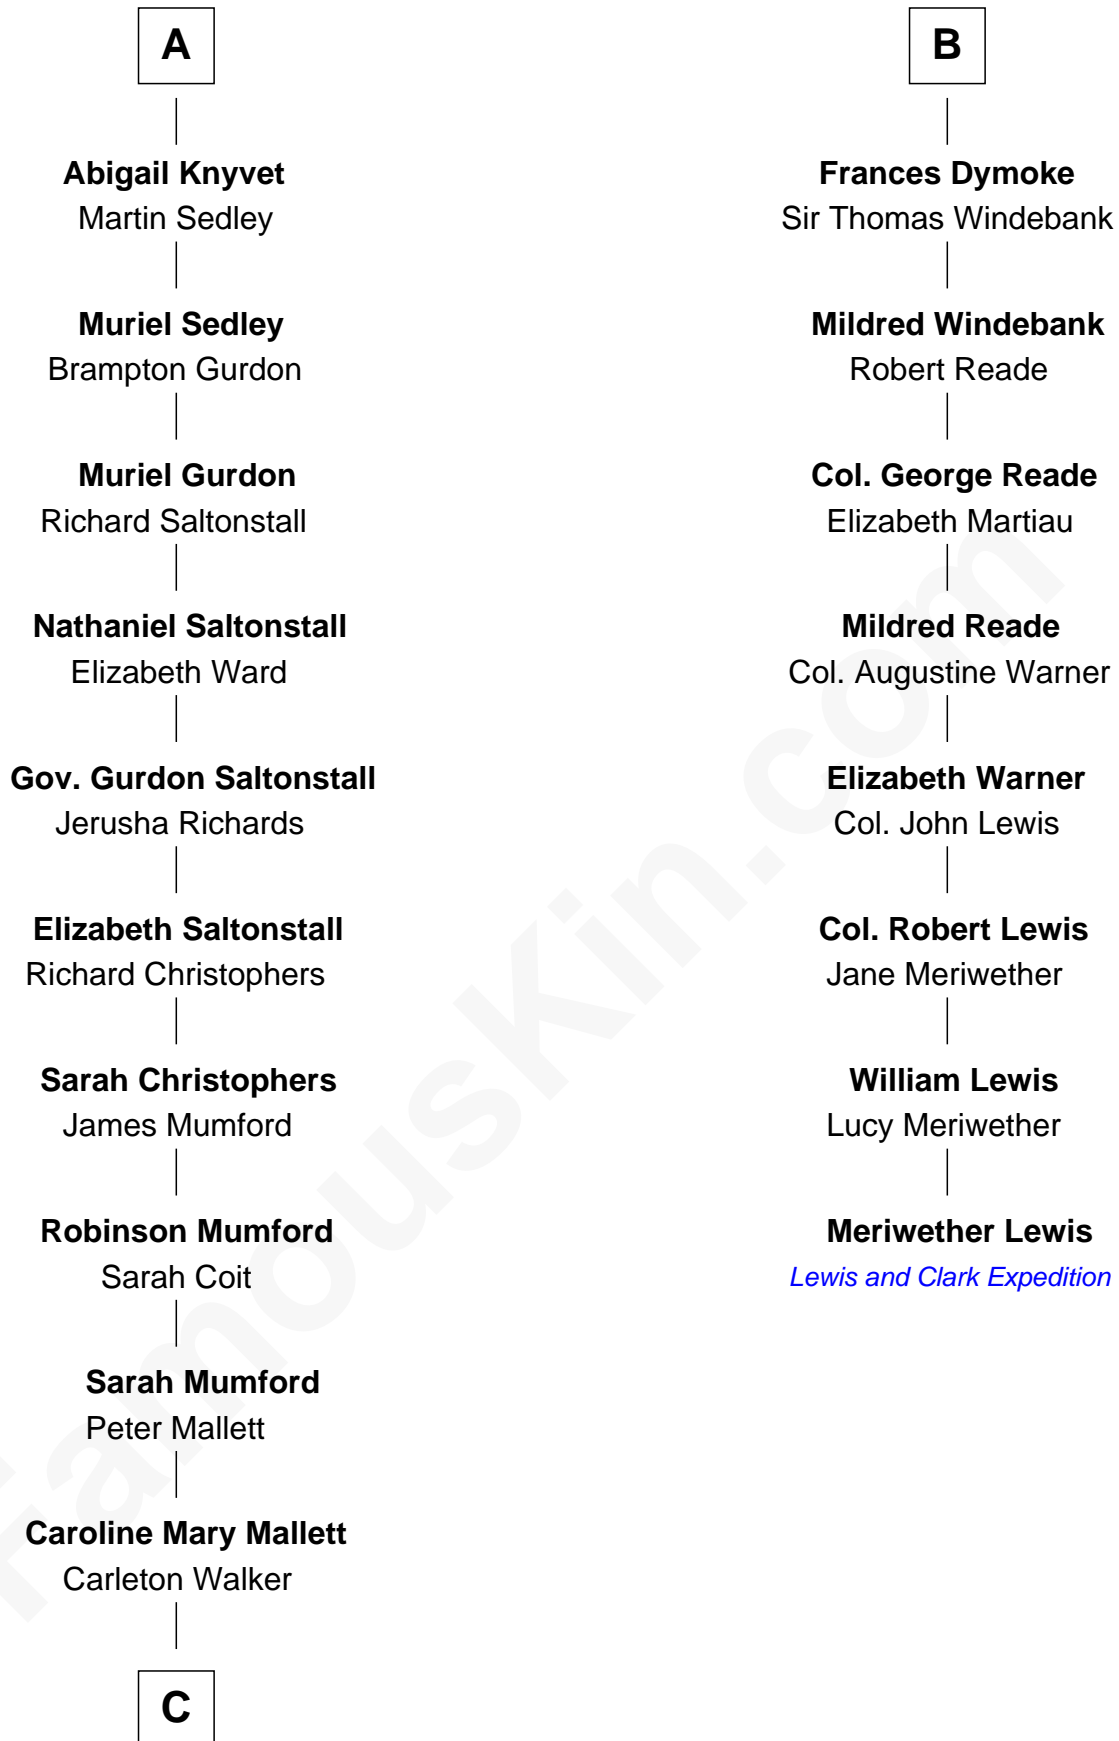 A
Abigail Knyvet
Martin Sedley
Muriel Sedley
Brampton Gurdon
Muriel Gurdon
Richard Saltonstall
Nathaniel Saltonstall
Elizabeth Ward
Gov. Gurdon Saltonstall
Jerusha Richards
Elizabeth Saltonstall
Richard Christophers
Sarah Christophers
James Mumford
Robinson Mumford
Sarah Coit
Sarah Mumford
Peter Mallett
Caroline Mary Mallett
Carleton Walker
C
B
Frances Dymoke
Sir Thomas Windebank
Mildred Windebank
Robert Reade
Col. George Reade
Elizabeth Martiau
Mildred Reade
Col. Augustine Warner
Elizabeth Warner
Col. John Lewis
Col. Robert Lewis
Jane Meriwether
William Lewis
Lucy Meriwether
Meriwether Lewis
Lewis and Clark Expedition
FamousKin.com